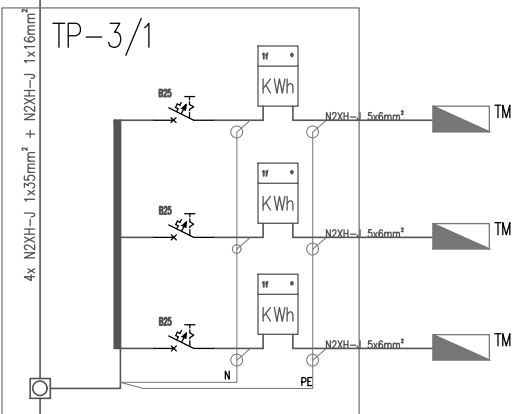 TP-3/1
4x N2XH-J 1x35mm² + N2XH-J 1x16mm²
1f
KWh
B25
N2XH-J 5x6mm²
TM
1f
KWh
B25
N2XH-J 5x6mm²
TM
1f
KWh
B25
N2XH-J 5x6mm²
TM
N
PE